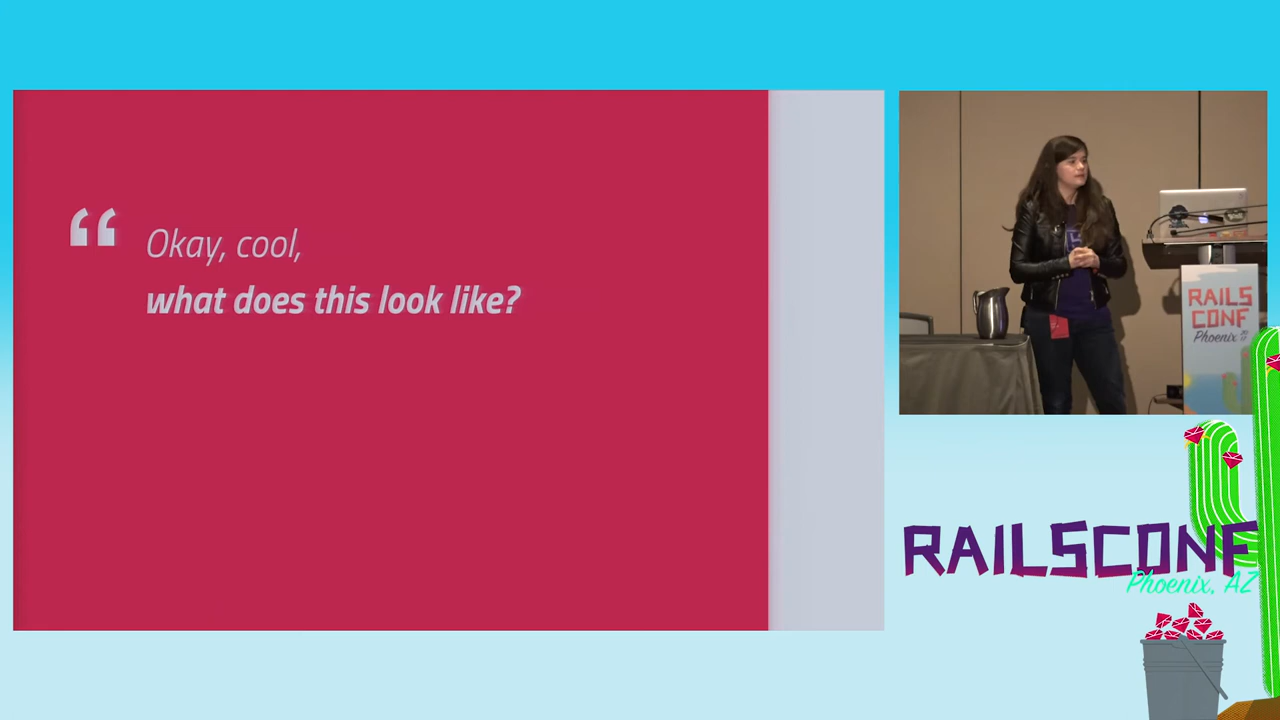 “ Okay, cool,
what does this look like?
RAILS
CONF
Phoenix
RAILSCONF
Phoenix, AZ